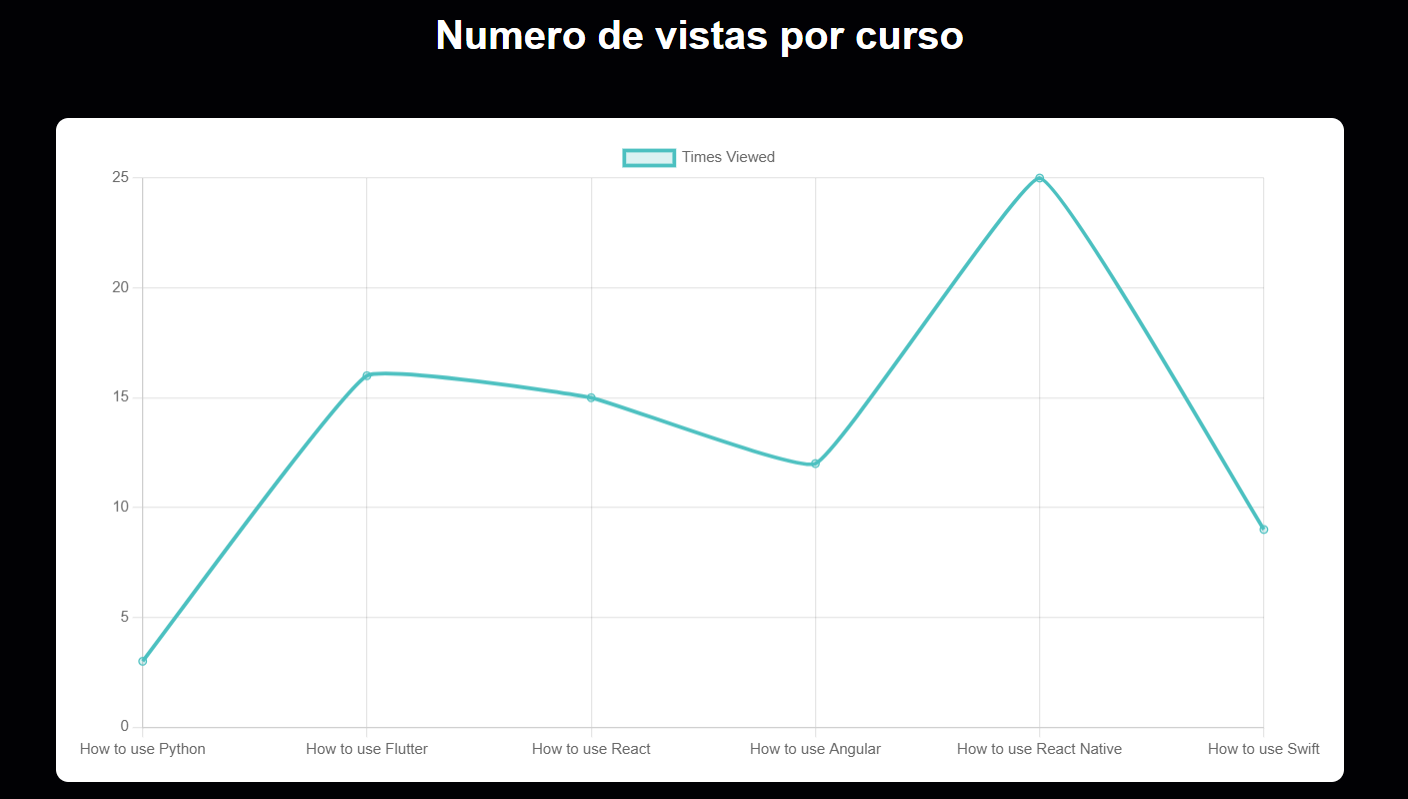 Numero de vistas por curso
Times Viewed
25
20
15
10
5
0
How to use Python
How to use Flutter
How to use React
How to use Angular
How to use React Native
How to use Swift